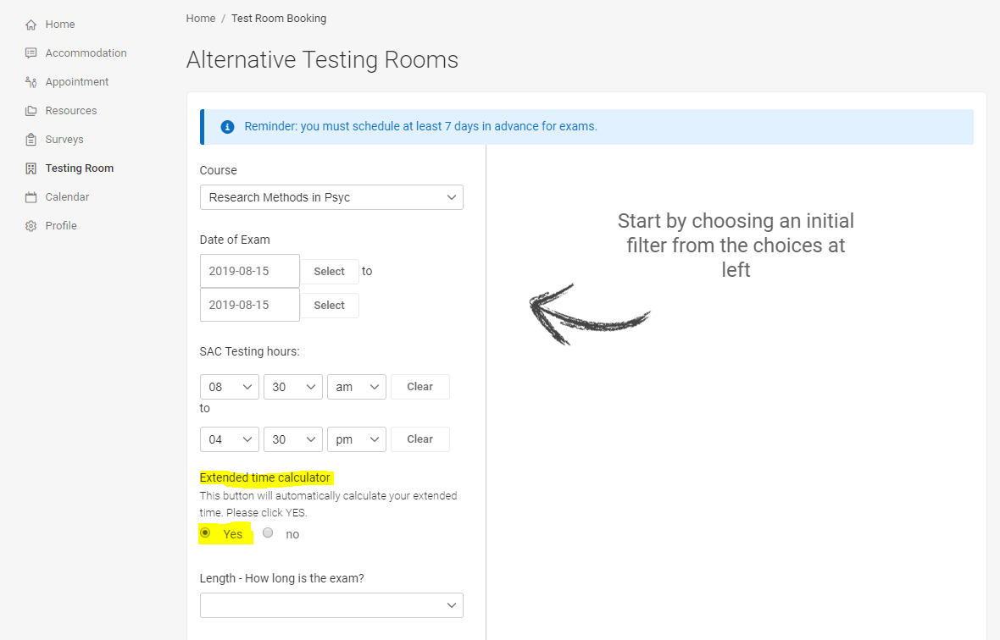 Home
Accommodation
Appointment
Resources
Surveys
Testing Room
Calendar
Profile
Home / Test Room Booking
Alternative Testing Rooms
Reminder: you must schedule at least 7 days in advance for exams.
Course
Research Methods in Psyc
Date of Exam
2019-08-15 Select to
2019-08-15 Select
SAC Testing hours:
08 30 am Clear
to
04 30 pm Clear
Extended time calculator
This button will automatically calculate your extended
time. Please click YES.
Yes no
Length - How long is the exam?
Start by choosing an initial
filter from the choices at
left